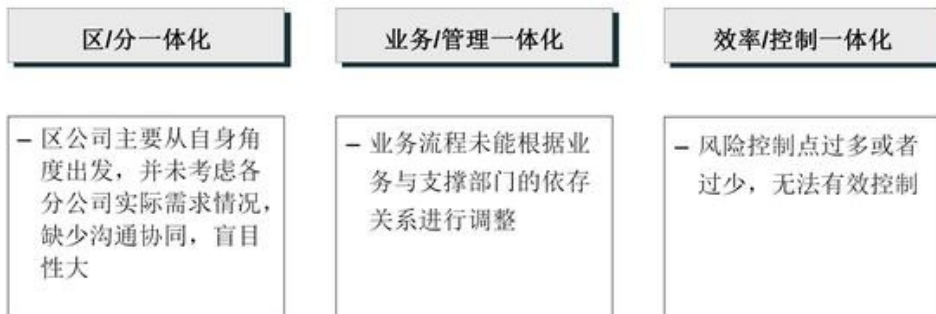 区/分一体化
业务/管理一体化
效率/控制一体化
– 区公司主要从自身角
度出发，并未考虑各
分公司实际需求情况，
缺少沟通协同，盲目
性大
– 业务流程未能根据业
务与支撑部门的依存
关系进行调整
– 风险控制点过多或者
过少，无法有效控制